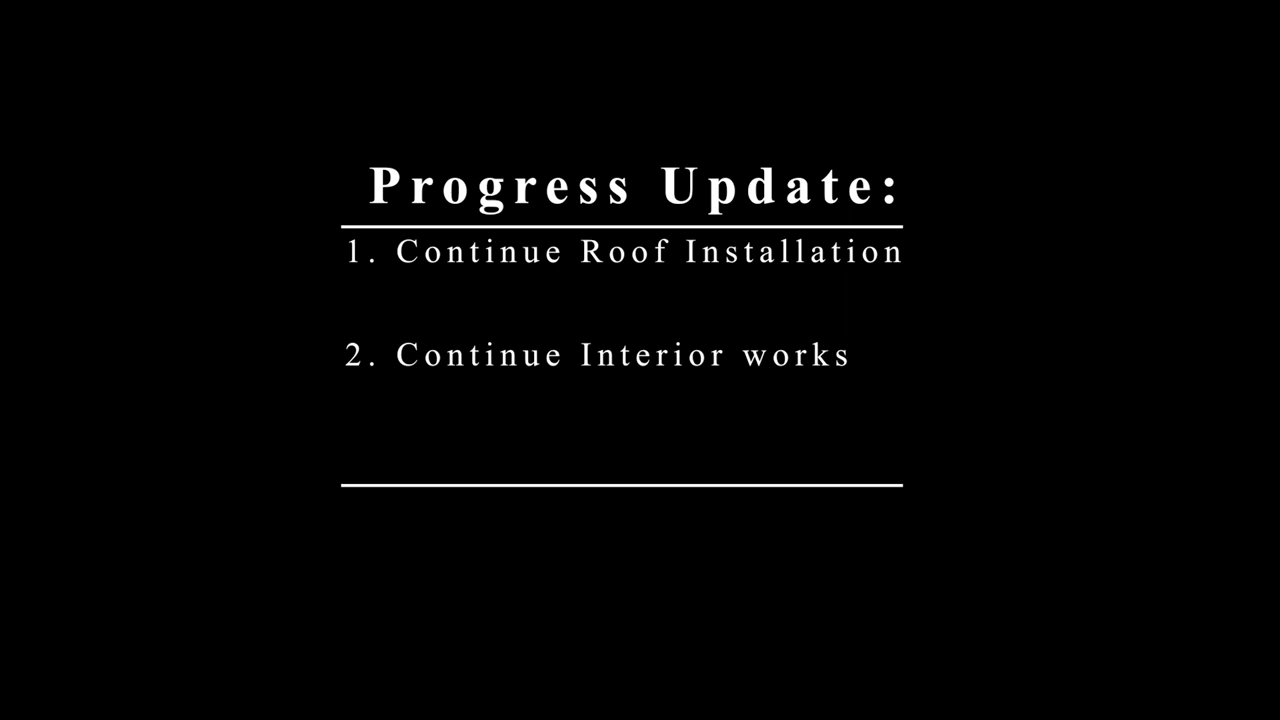 Progress Update:
1. Continue Roof Installation
2. Continue Interior works